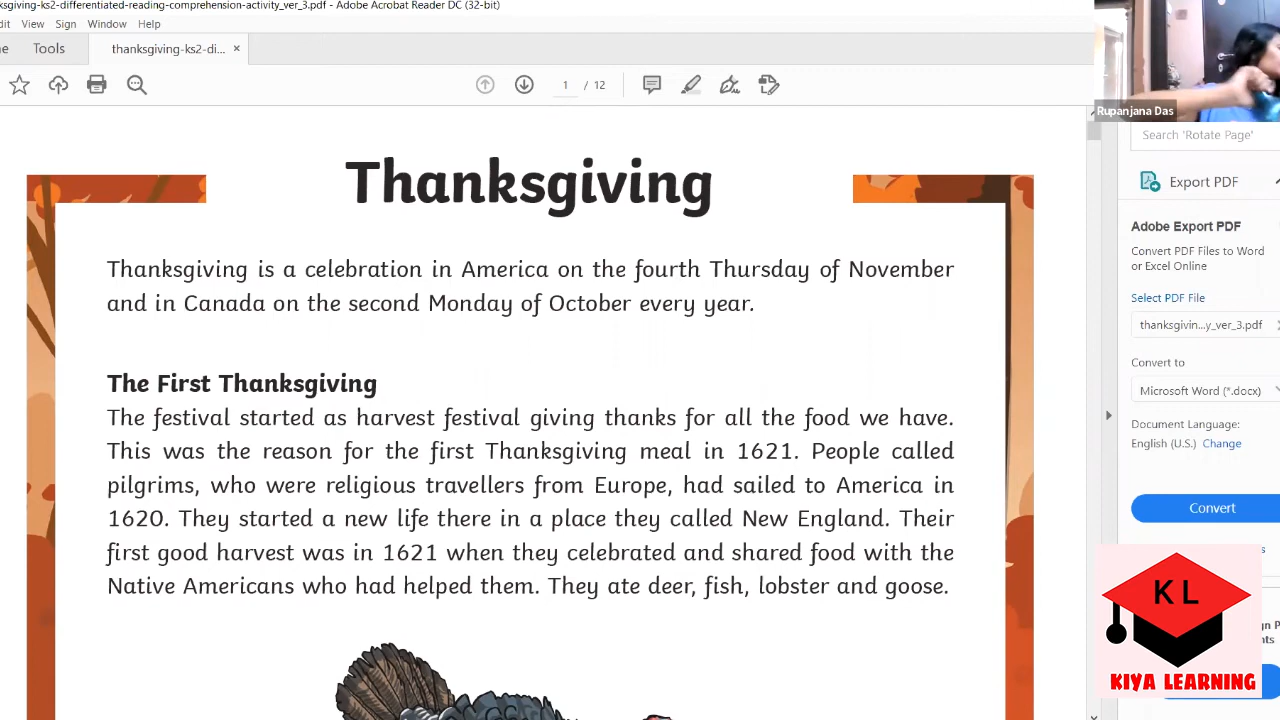 sgiving-ks2-differentiated-reading-comprehension-activity_ver_3.pdf - Adobe Acrobat Reader DC (32-bit)
View Sign Window Help
Tools thanksgiving-ks2-di... ×
1 / 12
Rupanjana Das
Search 'Rotate Page'
Export PDF
Adobe Export PDF
Convert PDF Files to Word
or Excel Online
Select PDF File
thanksgivin...y_ver_3.pdf
Convert to
Microsoft Word (*.docx)
Document Language:
English (U.S.) Change
Convert
Thanksgiving
Thanksgiving is a celebration in America on the fourth Thursday of November
and in Canada on the second Monday of October every year.
The First Thanksgiving
The festival started as harvest festival giving thanks for all the food we have.
This was the reason for the first Thanksgiving meal in 1621. People called
pilgrims, who were religious travellers from Europe, had sailed to America in
1620. They started a new life there in a place they called New England. Their
first good harvest was in 1621 when they celebrated and shared food with the
Native Americans who had helped them. They ate deer, fish, lobster and goose.
K L
KIYA LEARNING